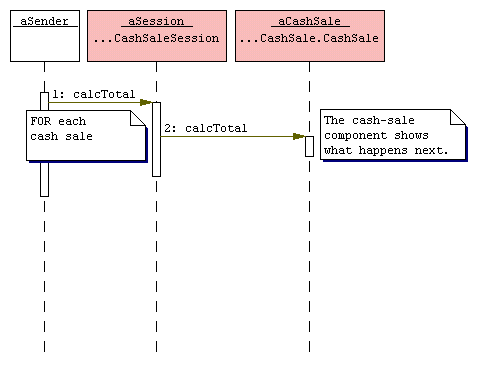 aSender
aSession
...CashSaleSession
aCashSale
...CashSale.CashSale
1: calcTotal
FOR each
cash sale
2: calcTotal
The cash-sale
component shows
what happens next.